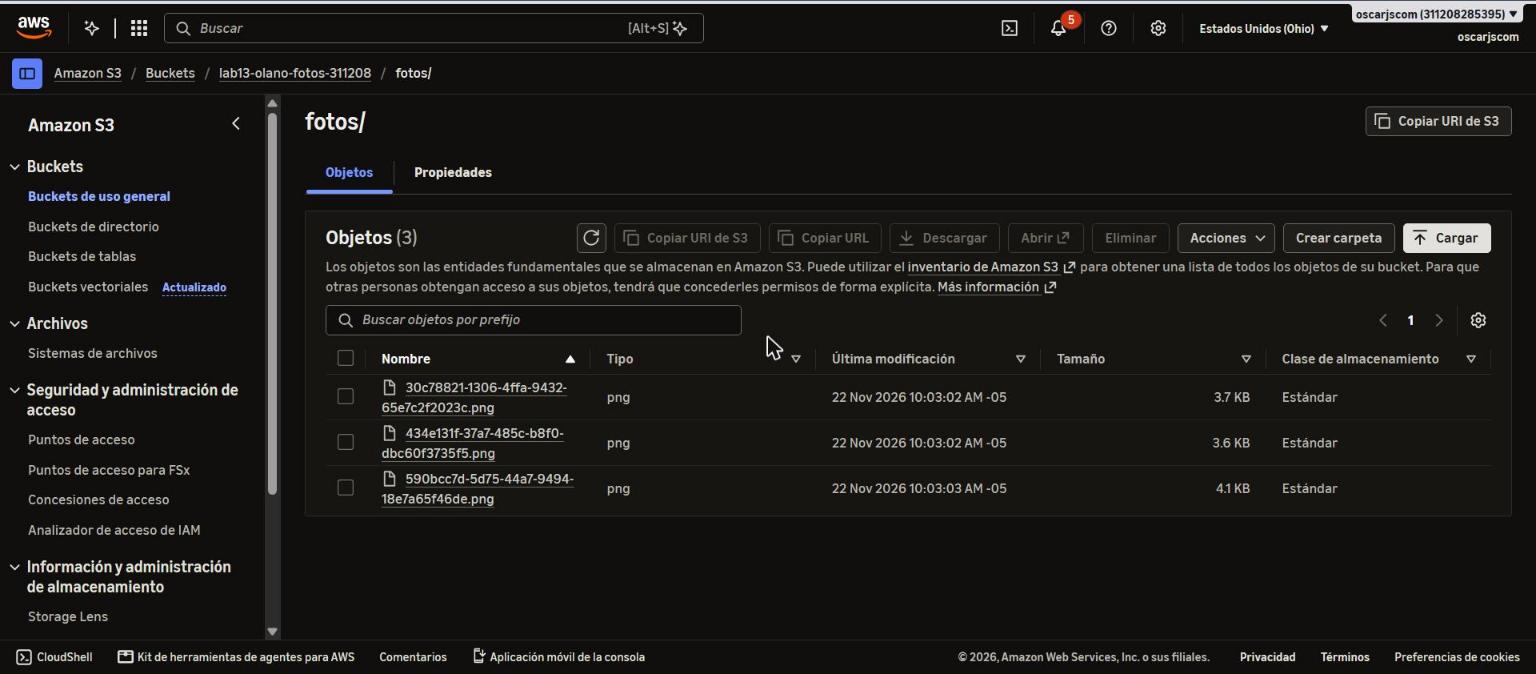 aws
Buscar
[Alt+S]
5
Estados Unidos (Ohio) ▼
oscarjscom (311208285395) ▼
oscarjscom
Amazon S3 / Buckets / lab13-olano-fotos-311208 / fotos/
Amazon S3
Buckets
Buckets de uso general
Buckets de directorio
Buckets de tablas
Buckets vectoriales Actualizado
Archivos
Sistemas de archivos
Seguridad y administración de
acceso
Puntos de acceso
Puntos de acceso para FSx
Concesiones de acceso
Analizador de acceso de IAM
Información y administración
de almacenamiento
Storage Lens
fotos/
Copiar URI de S3
Objetos Propiedades
Objetos (3)
Copiar URI de S3 Copiar URL Descargar Abrir Eliminar Acciones Crear carpeta Cargar
Los objetos son las entidades fundamentales que se almacenan en Amazon S3. Puede utilizar el inventario de Amazon S3 para obtener una lista de todos los objetos de su bucket. Para que
otras personas obtengan acceso a sus objetos, tendrá que concederles permisos de forma explícita. Más información
Buscar objetos por prefijo
1
Nombre Tipo Última modificación Tamaño Clase de almacenamiento
30c78821-1306-4ffa-9432-
65e7c2f2023c.png
png 22 Nov 2026 10:03:02 AM -05 3.7 KB Estándar
434e131f-37a7-485c-b8f0-
dbc60f3735f5.png
png 22 Nov 2026 10:03:02 AM -05 3.6 KB Estándar
590bcc7d-5d75-44a7-9494-
18e7a65f46de.png
png 22 Nov 2026 10:03:03 AM -05 4.1 KB Estándar
CloudShell Kit de herramientas de agentes para AWS Comentarios Aplicación móvil de la consola
© 2026, Amazon Web Services, Inc. o sus filiales. Privacidad Términos Preferencias de cookies